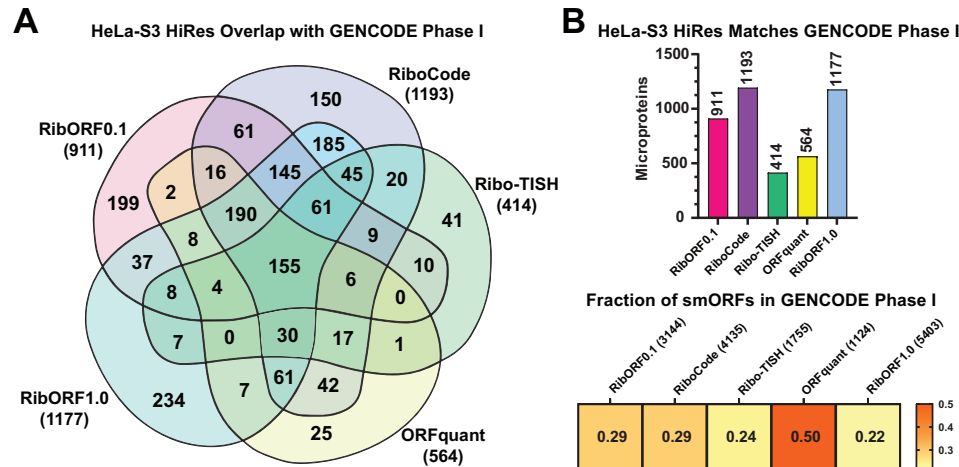 A
HeLa-S3 HiRes Overlap with GENCODE Phase I
RiboCode
(1193)
150
RibORF0.1
(911)
61
185
Ribo-TISH
(414)
2
16
145
45
20
199
190
61
41
8
9
37
155
10
8
4
6
0
7
0
30
17
1
RibORF1.0
(1177)
234
7
61
42
25
ORFquant
(564)
B
HeLa-S3 HiRes Matches GENCODE Phase I
Microproteins
1500
1000
500
0
911
1193
414
564
1177
RibORF0.1
RiboCode
Ribo-TISH
ORFquant
RibORF1.0
Fraction of smORFs in GENCODE Phase I
RibORF0.1 (3144)
RiboCode (4135)
Ribo-TISH (1755)
ORFquant (1124)
RibORF1.0 (5403)
0.29
0.29
0.24
0.50
0.22
0.5
0.4
0.3